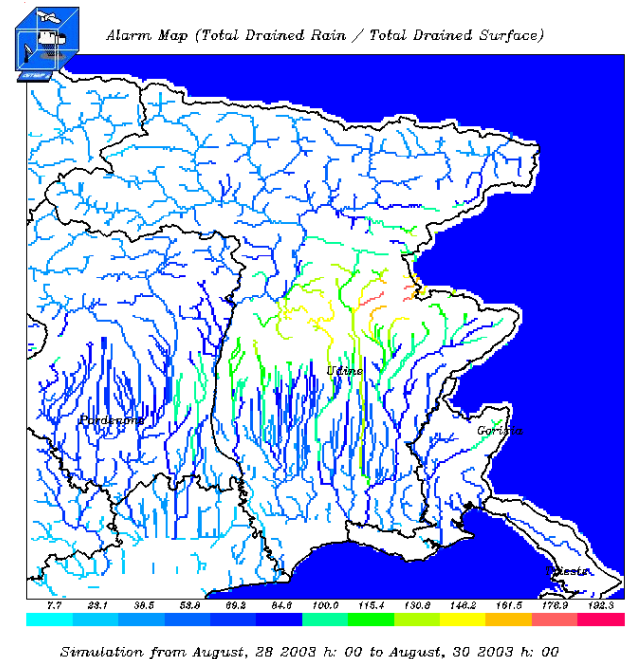 Alarm Map (Total Drained Rain / Total Drained Surface)
Udine
Pordenone
Gorizia
Trieste
7.7 23.1 38.5 53.8 69.2 84.6 100.0 115.4 130.8 146.2 161.5 176.9 192.3
Simulation from August, 28 2003 h: 00 to August, 30 2003 h: 00